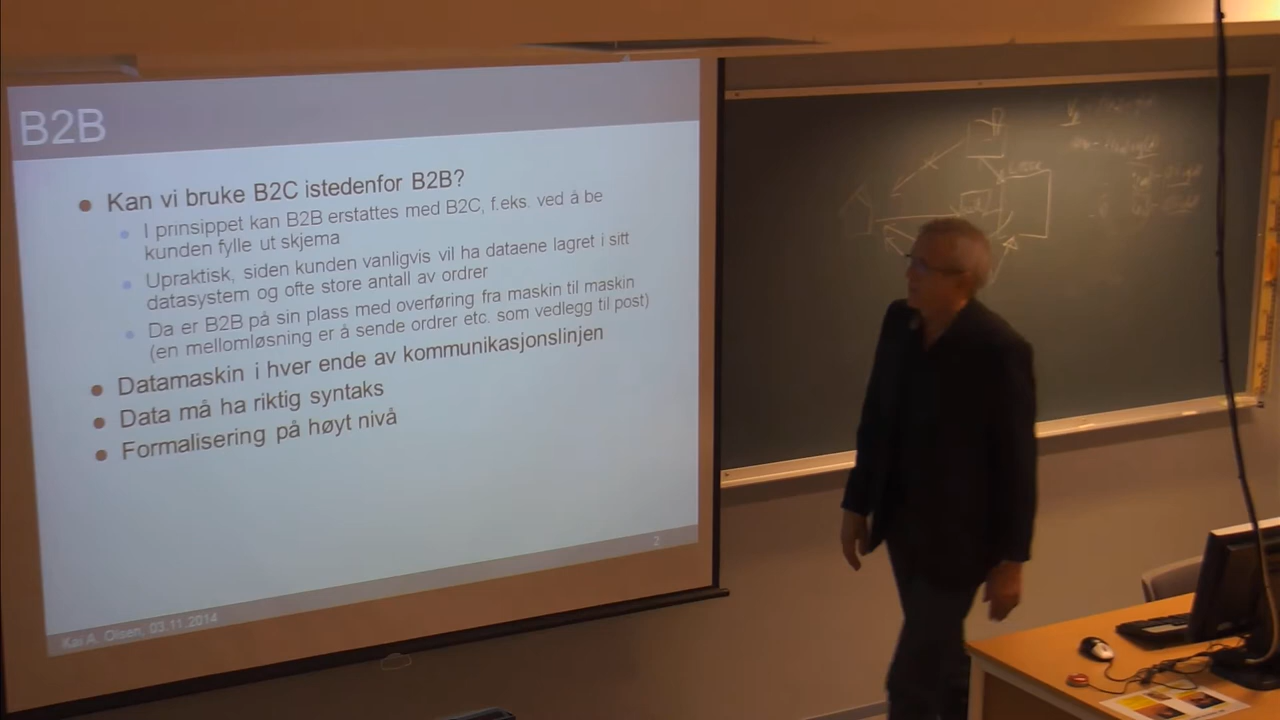 B2B
Kan vi bruke B2C istedenfor B2B?
I prinsippet kan B2B erstattes med B2C, f.eks. ved å be
kunden fylle ut skjema
Upraktisk, siden kunden vanligvis vil ha dataene lagret i sitt
datasystem og ofte store antall av ordrer
Da er B2B på sin plass med overføring fra maskin til maskin
(en mellomløsning er å sende ordrer etc. som vedlegg til post)
Datamaskin i hver ende av kommunikasjonslinjen
Data må ha riktig syntaks
Formalisering på høyt nivå
2
Kai A. Olsen, 03.11.2014